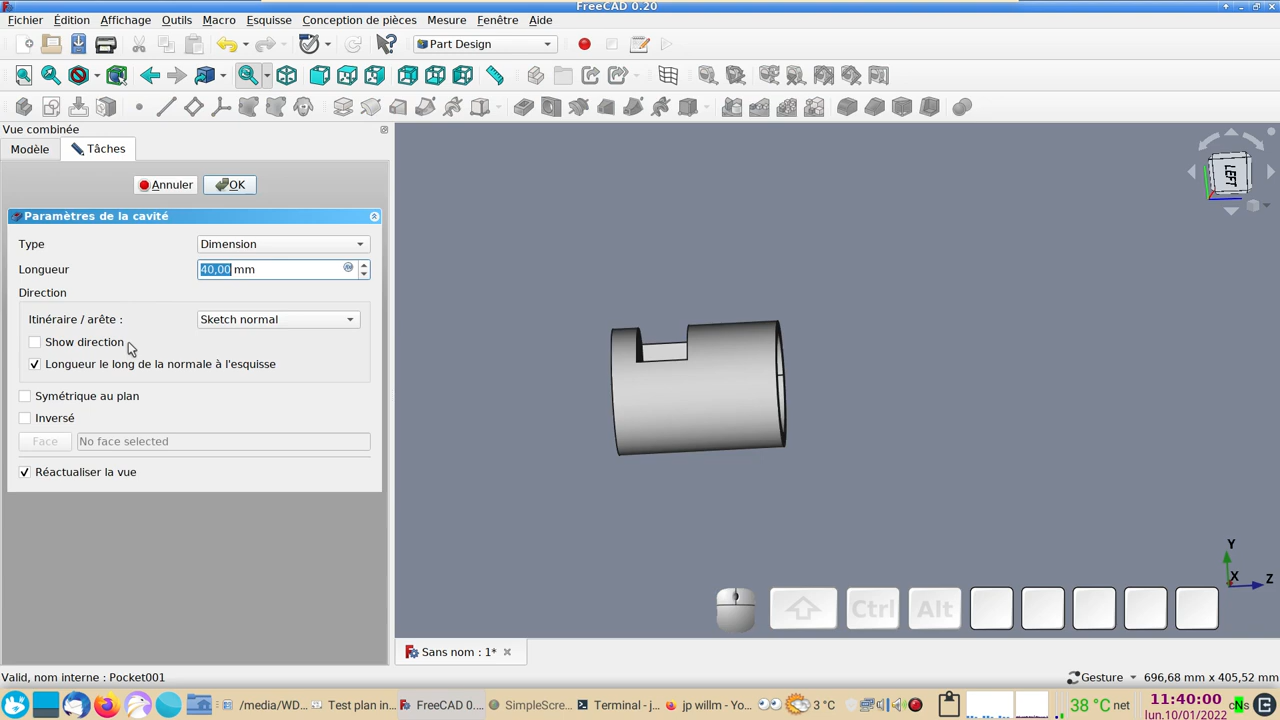 FreeCAD 0.20
Fichier Édition Affichage Outils Macro Esquisse Conception de pièces Mesure Fenêtre Aide
Part Design
Vue combinée
Modèle Tâches
Annuler OK
Paramètres de la cavité
Type Dimension
Longueur 40,00 mm
Direction
Itinéraire / arête : Sketch normal
Show direction
Longueur le long de la normale à l'esquisse
Symétrique au plan
Inversé
Face No face selected
Réactualiser la vue
LEFT
Y
X Z
Ctrl Alt
Sans nom : 1*
Valid, nom interne : Pocket001 Gesture 696,68 mm x 405,52 mm
/media/WD... Test plan in... FreeCAD 0.... SimpleScre... Terminal - j... jp willm - Yo... 3 °C 38 °C net 11:40:00
lun.10/01/2022